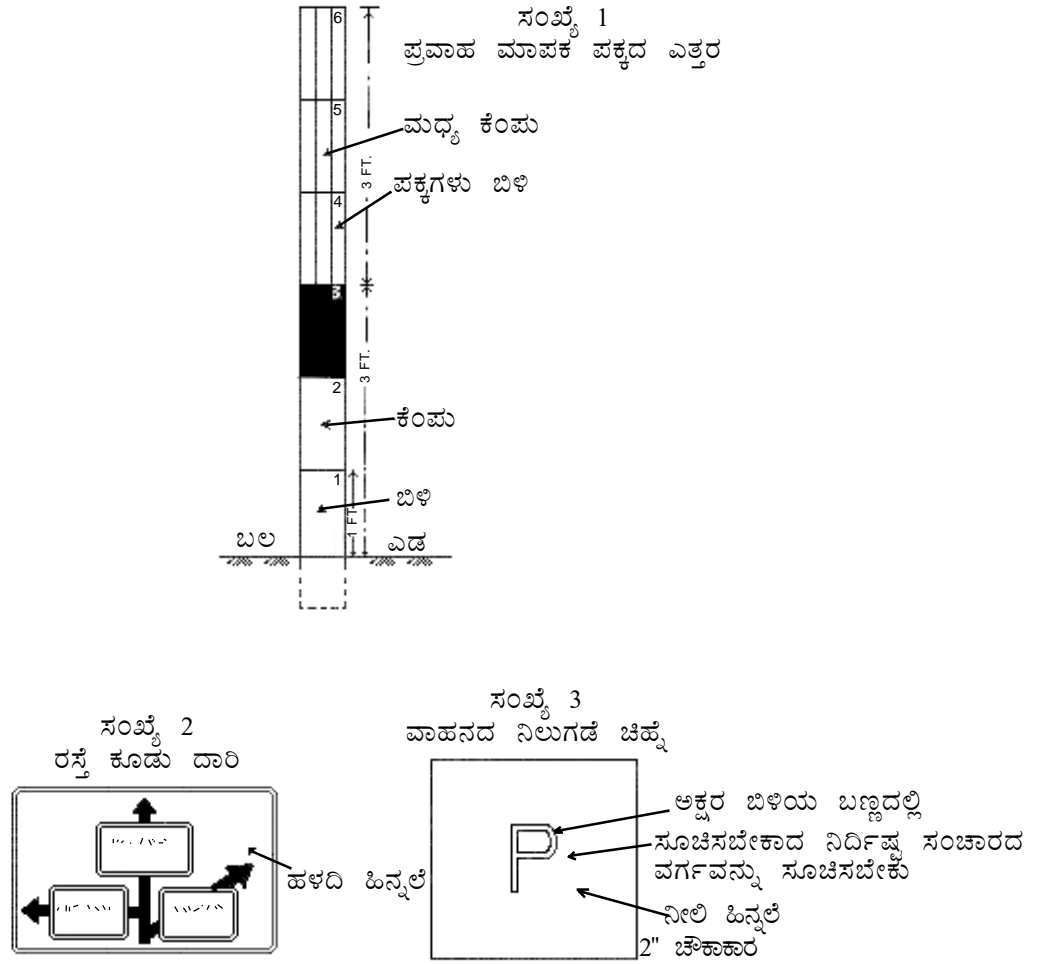 ಸಂಖ್ಯೆ 1
ಪ್ರವಾಹ ಮಾಪಕ ಪಕ್ಕದ ಎತ್ತರ
6
5
ಮಧ್ಯ ಕೆಂಪು
3 FT.
ಪಕ್ಕಗಳು ಬಿಳಿ
4
3
3 FT.
2
ಕೆಂಪು
1
ಬಿಳಿ
1 FT
ಬಲ ಎಡ
ಸಂಖ್ಯೆ 2
ರಸ್ತೆ ಕೂಡು ದಾರಿ
ಹಳದಿ ಹಿನ್ನಲೆ
ಸಂಖ್ಯೆ 3
ವಾಹನದ ನಿಲುಗಡೆ ಚಿಹ್ನೆ
P
ಅಕ್ಷರ ಬಿಳಿಯ ಬಣ್ಣದಲ್ಲಿ
ಸೂಚಿಸಬೇಕಾದ ನಿರ್ದಿಷ್ಟ ಸಂಚಾರದ
ವರ್ಗವನ್ನು ಸೂಚಿಸಬೇಕು
ನೀಲಿ ಹಿನ್ನಲೆ
2" ಚೌಕಾಕಾರ